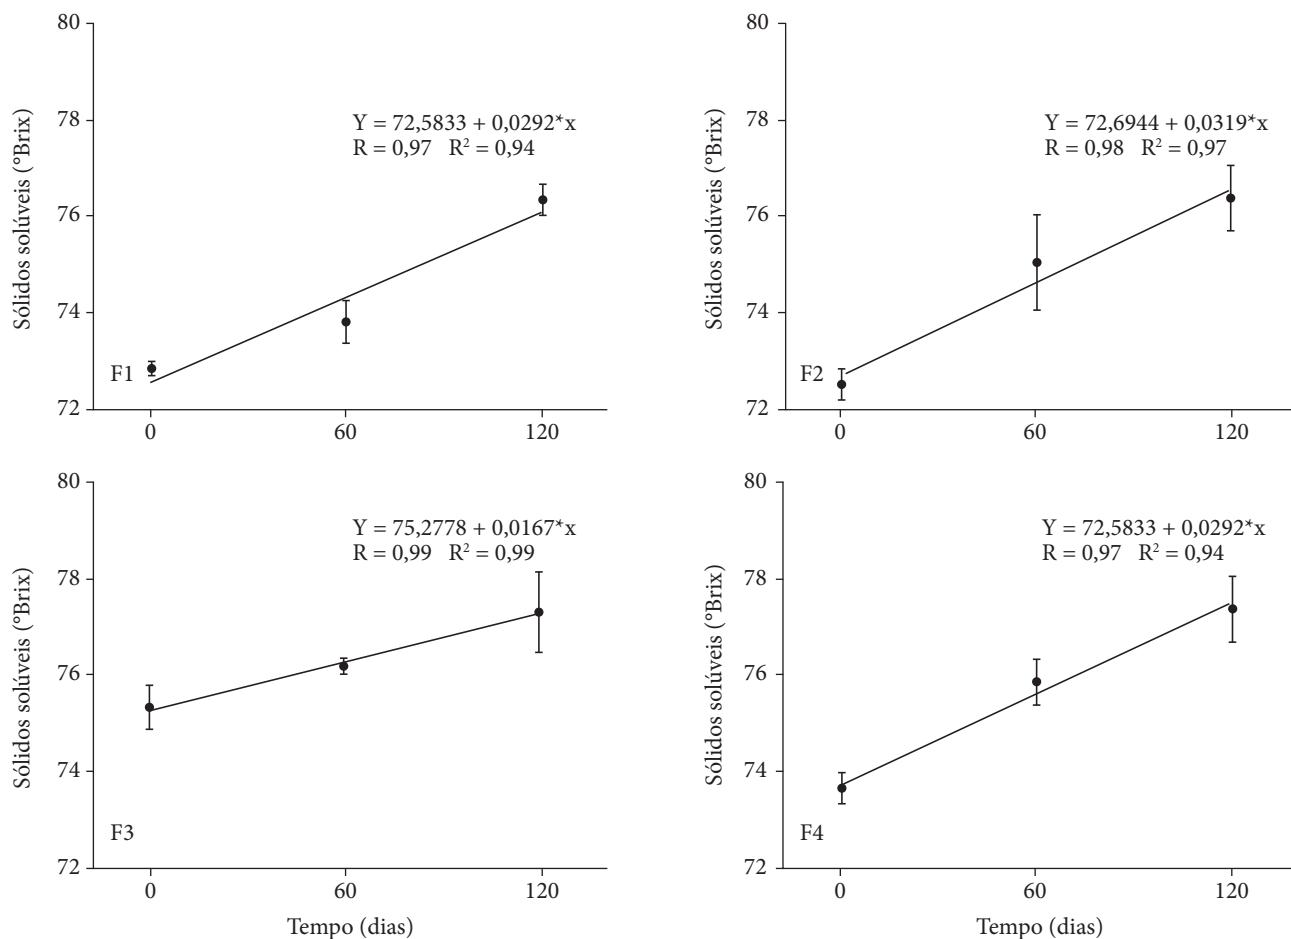 80
78
76
74
72
Sólidos solúveis (°Brix)
Y = 72,5833 + 0,0292*x
R = 0,97 R² = 0,94
F1
0 60 120
80
78
76
74
72
Sólidos solúveis (°Brix)
Y = 72,6944 + 0,0319*x
R = 0,98 R² = 0,97
F2
0 60 120
80
78
76
74
72
Sólidos solúveis (°Brix)
Y = 75,2778 + 0,0167*x
R = 0,99 R² = 0,99
F3
0 60 120
Tempo (dias)
80
78
76
74
72
Sólidos solúveis (°Brix)
Y = 72,5833 + 0,0292*x
R = 0,97 R² = 0,94
F4
0 60 120
Tempo (dias)